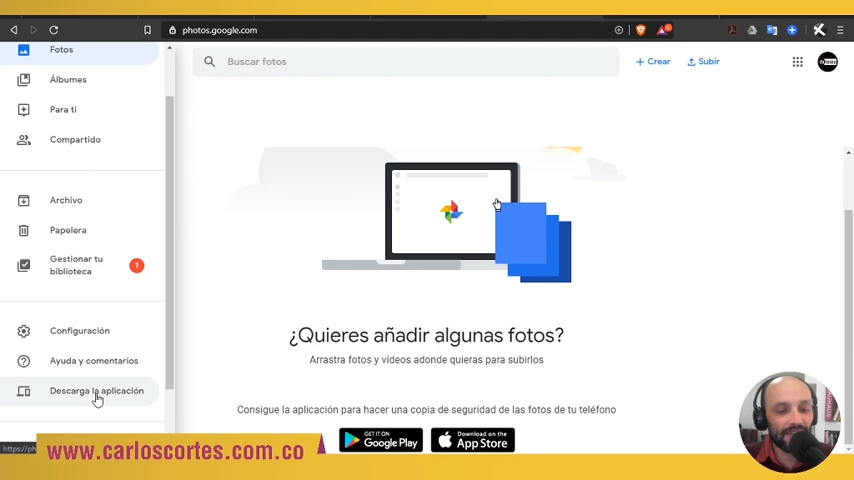 photos.google.com
Fotos
Buscar fotos
Crear
Subir
Álbumes
Para ti
Compartido
Archivo
Papelera
Gestionar tu
biblioteca
1
Configuración
Ayuda y comentarios
Descarga la aplicación
¿Quieres añadir algunas fotos?
Arrastra fotos y vídeos adonde quieras para subirlos
Consigue la aplicación para hacer una copia de seguridad de las fotos de tu teléfono
GET IT ON
Google Play
Download on the
App Store
https://ph
www.carloscortes.com.co